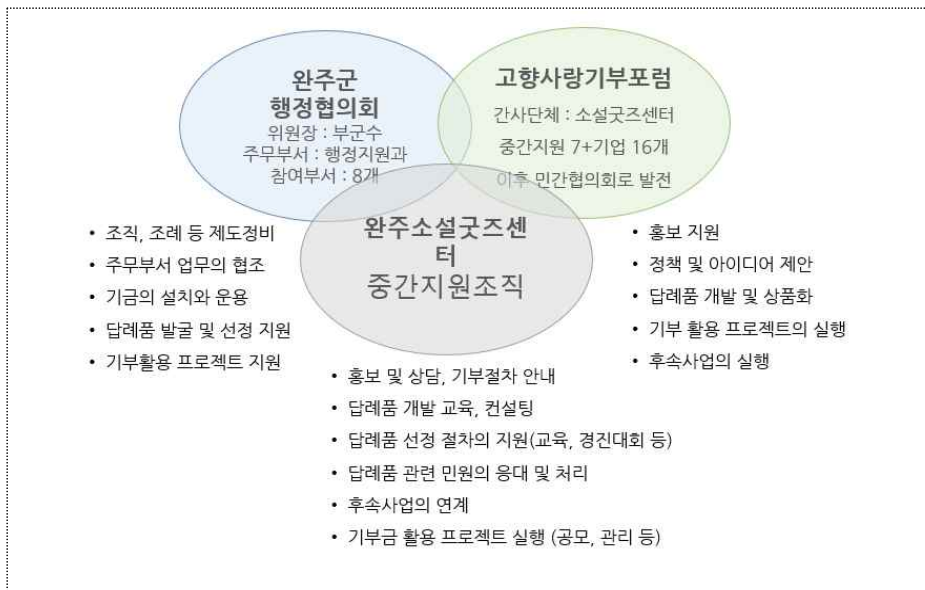 완주군
행정협의회
위원장 : 부군수
주무부서 : 행정지원과
참여부서 : 8개
고향사랑기부포럼
간사단체 : 소설굿즈센터
중간지원 7+기업 16개
이후 민간협의회로 발전
완주소설굿즈센
터
중간지원조직
• 조직, 조례 등 제도정비
• 주무부서 업무의 협조
• 기금의 설치와 운용
• 답례품 발굴 및 선정 지원
• 기부활용 프로젝트 지원
• 홍보 지원
• 정책 및 아이디어 제안
• 답례품 개발 및 상품화
• 기부 활용 프로젝트의 실행
• 후속사업의 실행
• 홍보 및 상담, 기부절차 안내
• 답례품 개발 교육, 컨설팅
• 답례품 선정 절차의 지원(교육, 경진대회 등)
• 답례품 관련 민원의 응대 및 처리
• 후속사업의 연계
• 기부금 활용 프로젝트 실행 (공모, 관리 등)